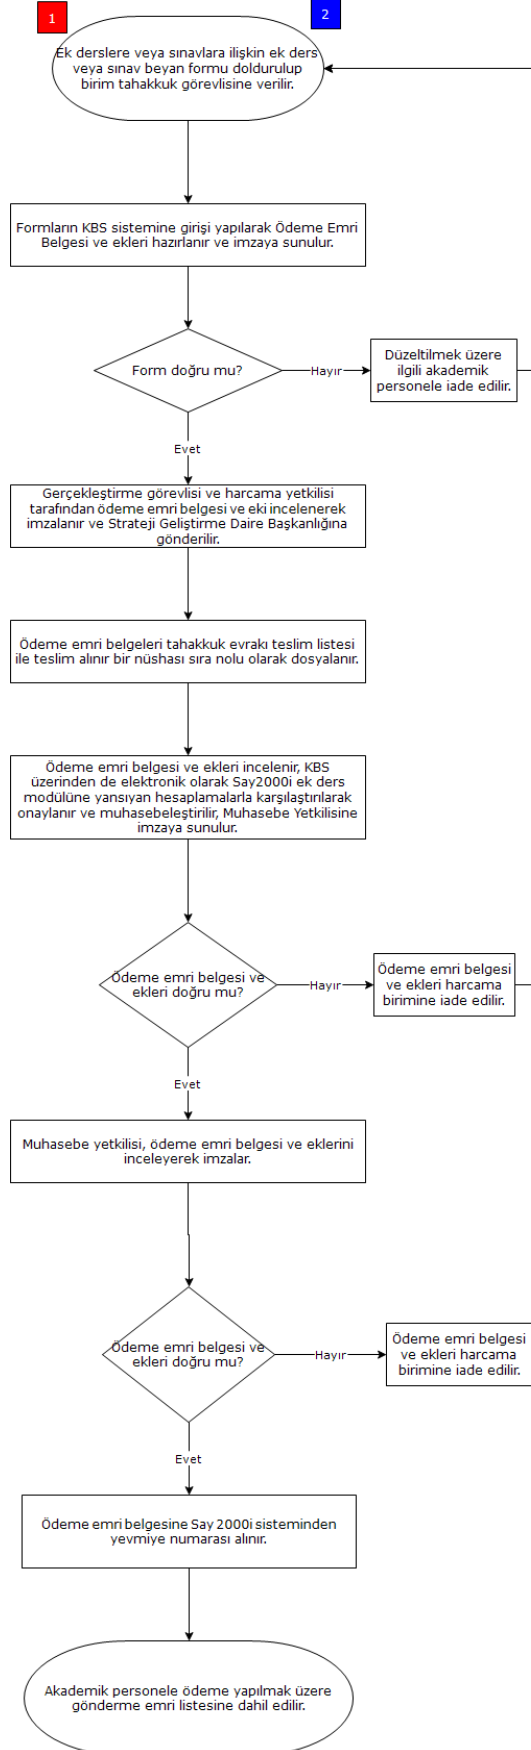 1
2
Ek derslere veya sınavlara ilişkin ek ders
veya sınav beyan formu doldurulup
birim tahakkuk görevlisine verilir.
Formların KBS sistemine girişi yapılarak Ödeme Emri
Belgesi ve ekleri hazırlanır ve imzaya sunulur.
Form doğru mu?
Hayır
Düzeltilmek üzere
ilgili akademik
personele iade edilir.
Evet
Gerçekleştirme görevlisi ve harcama yetkilisi
tarafından ödeme emri belgesi ve eki incelenerek
imzalanır ve Strateji Geliştirme Daire Başkanlığına
gönderilir.
Ödeme emri belgeleri tahakkuk evrakı teslim listesi
ile teslim alınır bir nüshası sıra nolu olarak dosyalanır.
Ödeme emri belgesi ve ekleri incelenir, KBS
üzerinden de elektronik olarak Say2000i ek ders
modülüne yansıyan hesaplamalarla karşılaştırılarak
onaylanır ve muhasebeleştirilir, Muhasebe Yetkilisine
imzaya sunulur.
Ödeme emri belgesi ve
ekleri doğru mu?
Hayır
Ödeme emri belgesi
ve ekleri harcama
birimine iade edilir.
Evet
Muhasebe yetkilisi, ödeme emri belgesi ve eklerini
inceleyerek imzalar.
Ödeme emri belgesi ve
ekleri doğru mu?
Hayır
Ödeme emri belgesi
ve ekleri harcama
birimine iade edilir.
Evet
Ödeme emri belgesine Say 2000i sisteminden
yevmiye numarası alınır.
Akademik personele ödeme yapılmak üzere
gönderme emri listesine dahil edilir.